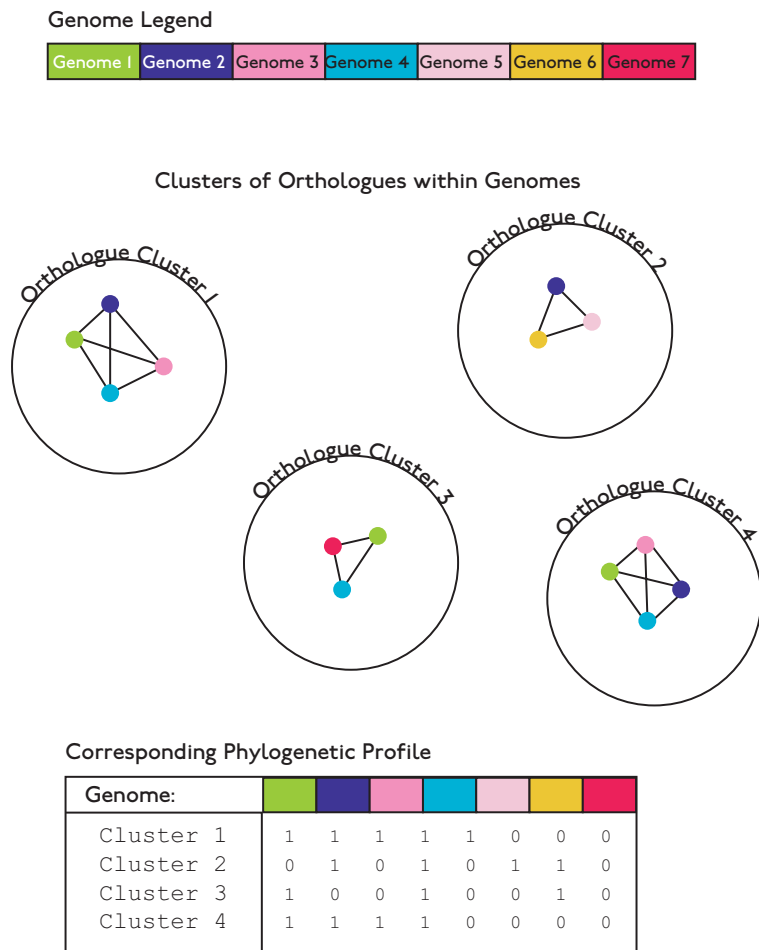 Genome Legend
Genome 1 Genome 2 Genome 3 Genome 4 Genome 5 Genome 6 Genome 7
Clusters of Orthologues within Genomes
Orthologue Cluster 1
Orthologue Cluster 2
Orthologue Cluster 3
Orthologue Cluster 4
Corresponding Phylogenetic Profile
Genome:
Cluster 1 1 1 1 1 1 0 0 0
Cluster 2 0 1 0 1 0 1 1 0
Cluster 3 1 0 0 1 0 0 1 0
Cluster 4 1 1 1 1 0 0 0 0